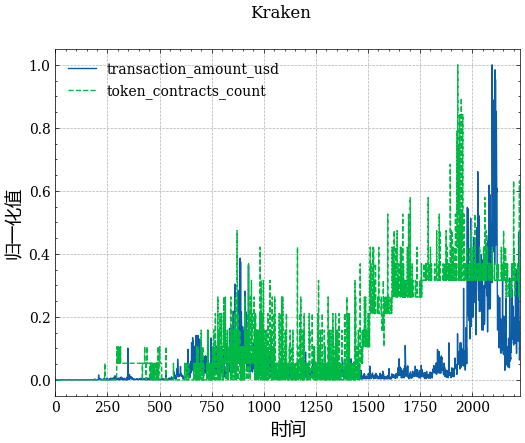 Kraken
transaction_amount_usd
token_contracts_count
归一化值
1.0
0.8
0.6
0.4
0.2
0.0
0 250 500 750 1000 1250 1500 1750 2000
时间